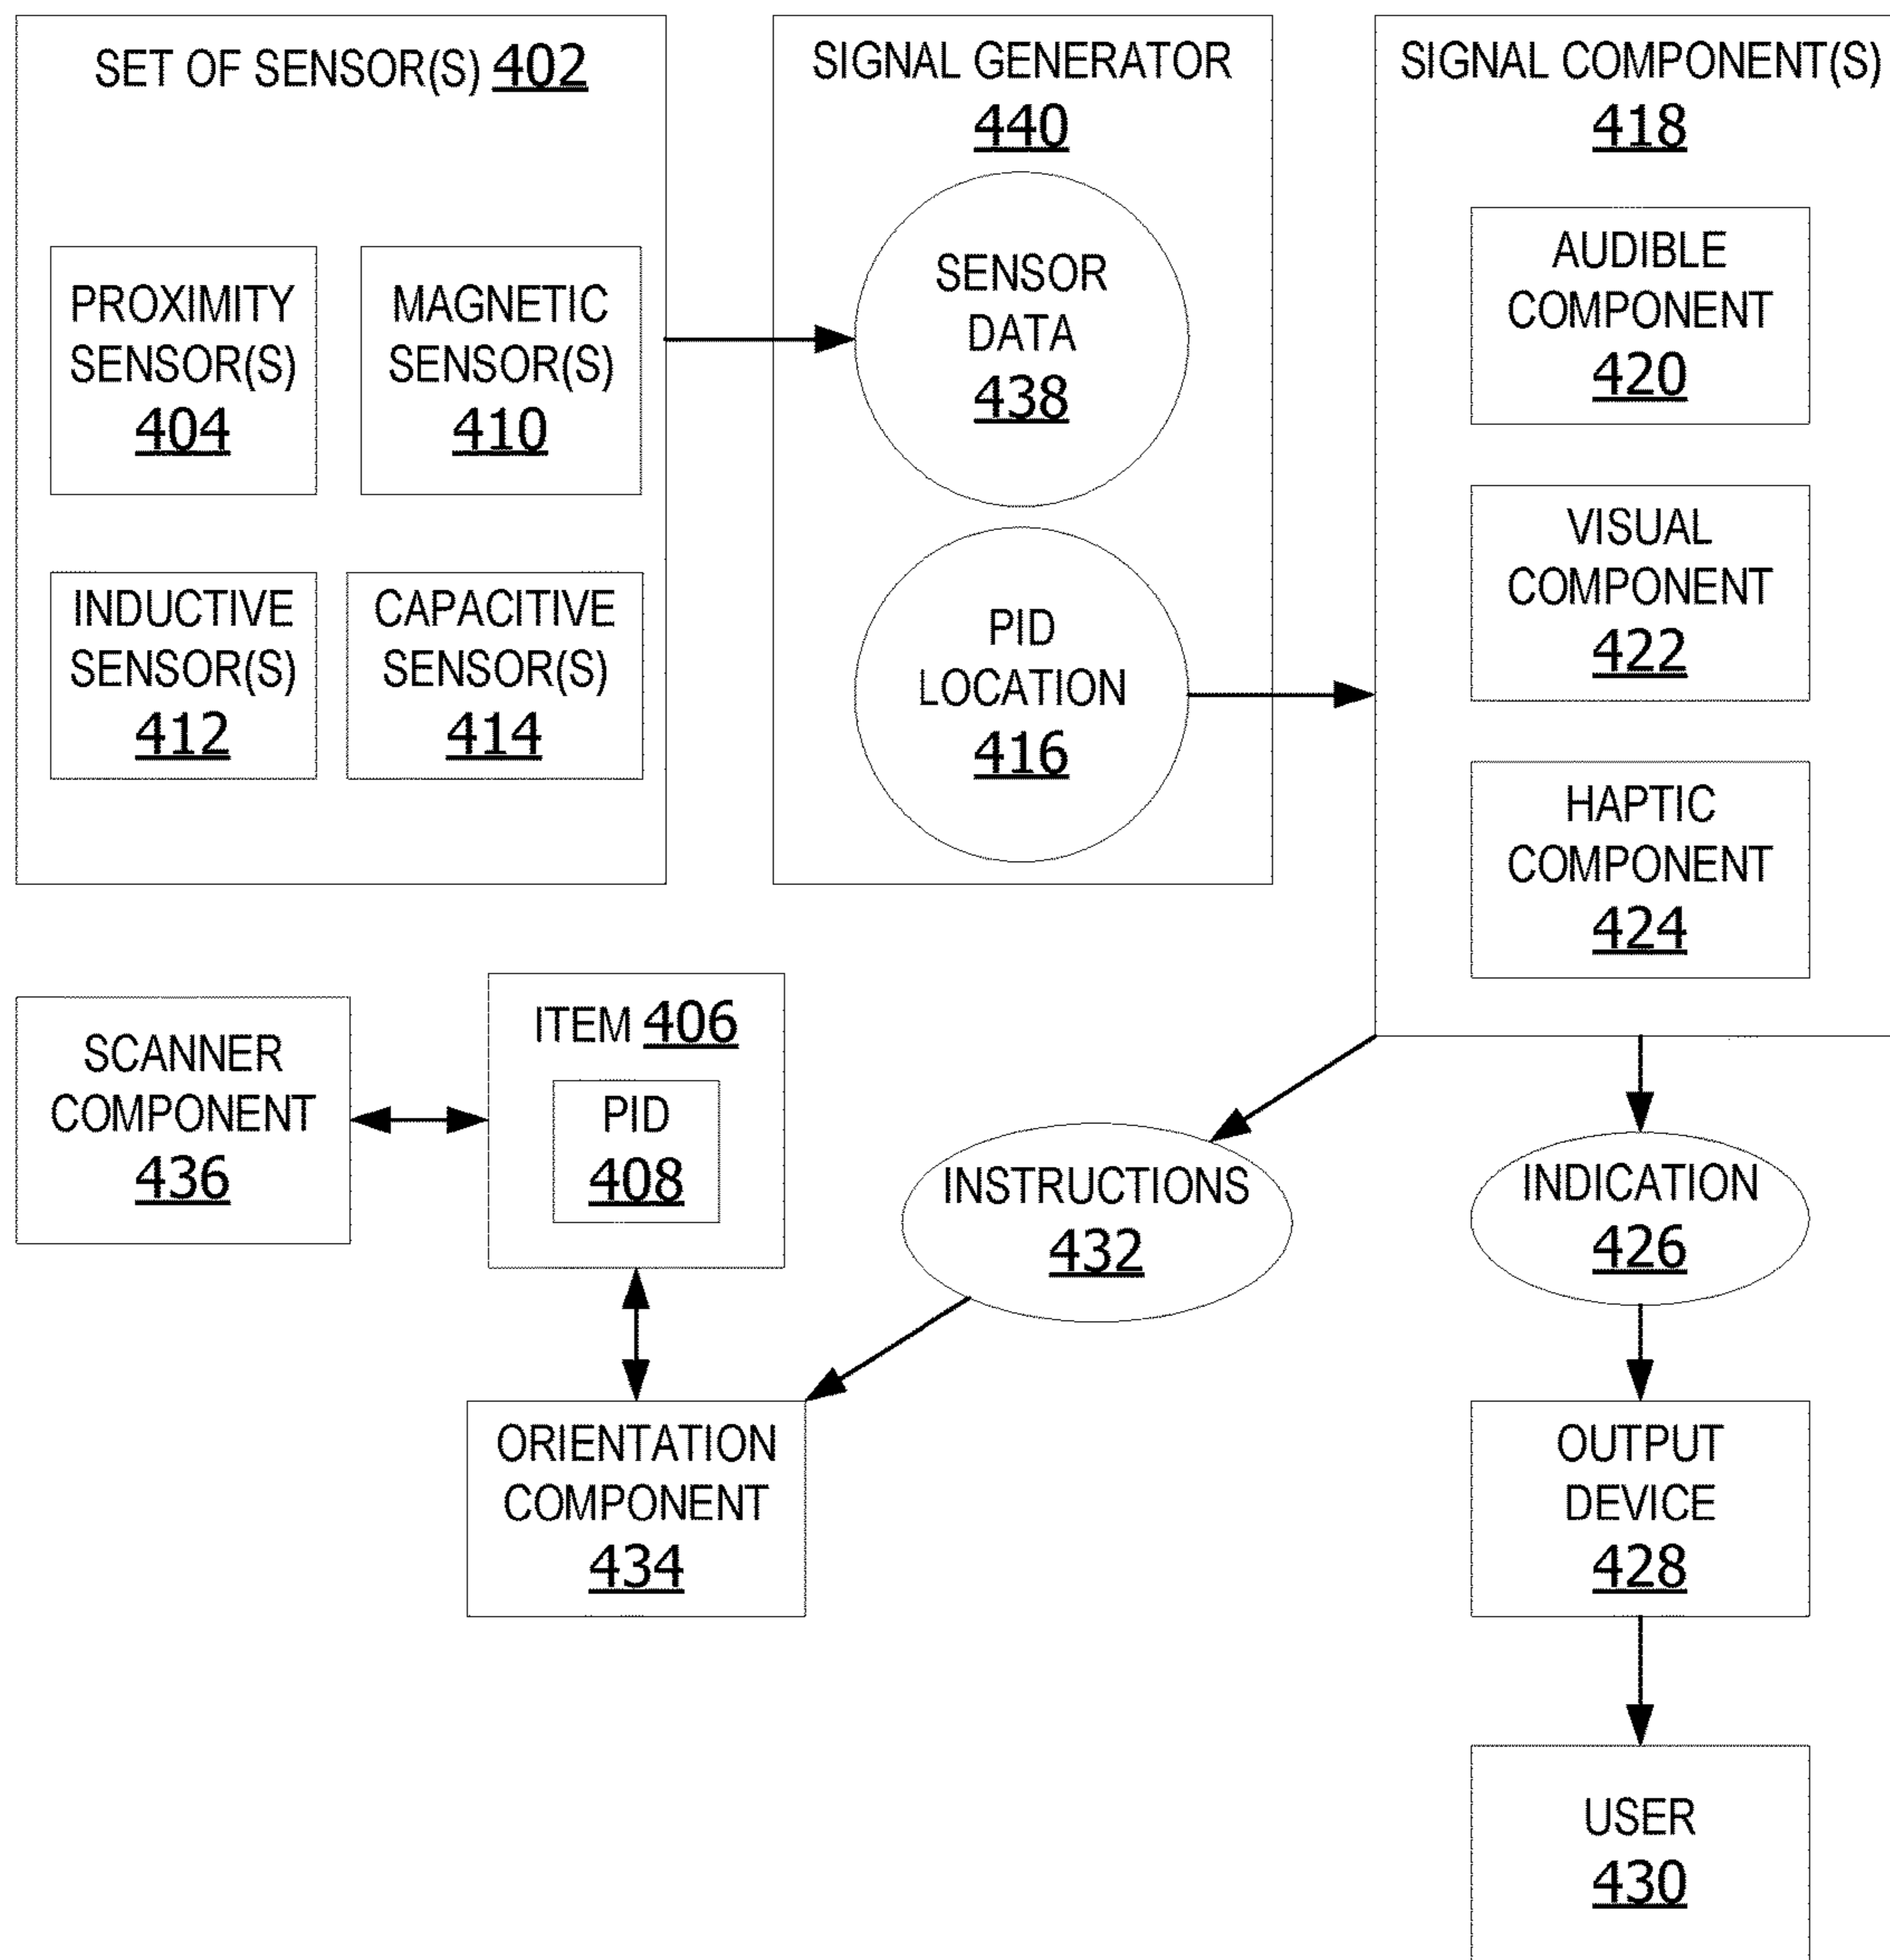 SET OF SENSOR(S) 402
PROXIMITY
SENSOR(S)
404
MAGNETIC
SENSOR(S)
410
INDUCTIVE
SENSOR(S)
412
CAPACITIVE
SENSOR(S)
414
SIGNAL GENERATOR
440
SENSOR
DATA
438
PID
LOCATION
416
SIGNAL COMPONENT(S)
418
AUDIBLE
COMPONENT
420
VISUAL
COMPONENT
422
HAPTIC
COMPONENT
424
SCANNER
COMPONENT
436
ITEM 406
PID
408
INSTRUCTIONS
432
INDICATION
426
ORIENTATION
COMPONENT
434
OUTPUT
DEVICE
428
USER
430